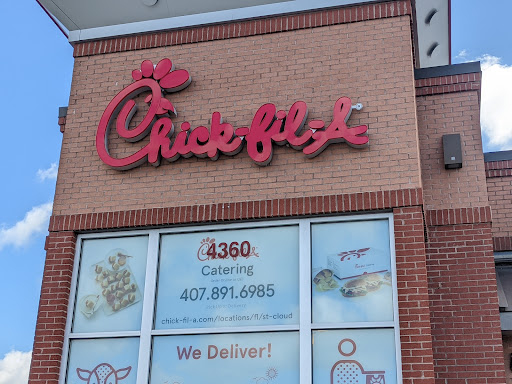 Chick-fil-A
4360
Catering
407.891.6985
chick-fil-a.com/locations/fl/st-cloud
We Deliver!